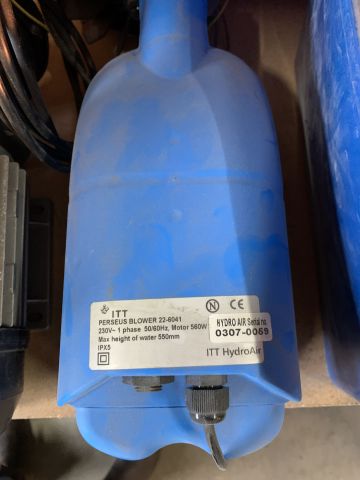 ITT
PERSEUS BLOWER 22-6041
230V~ 1 phase 50/60Hz, Motor 560W
Max height of water 550mm
IPX5
N CE
HYDRO AIR Serial no.
0307-0069
ITT HydroAir